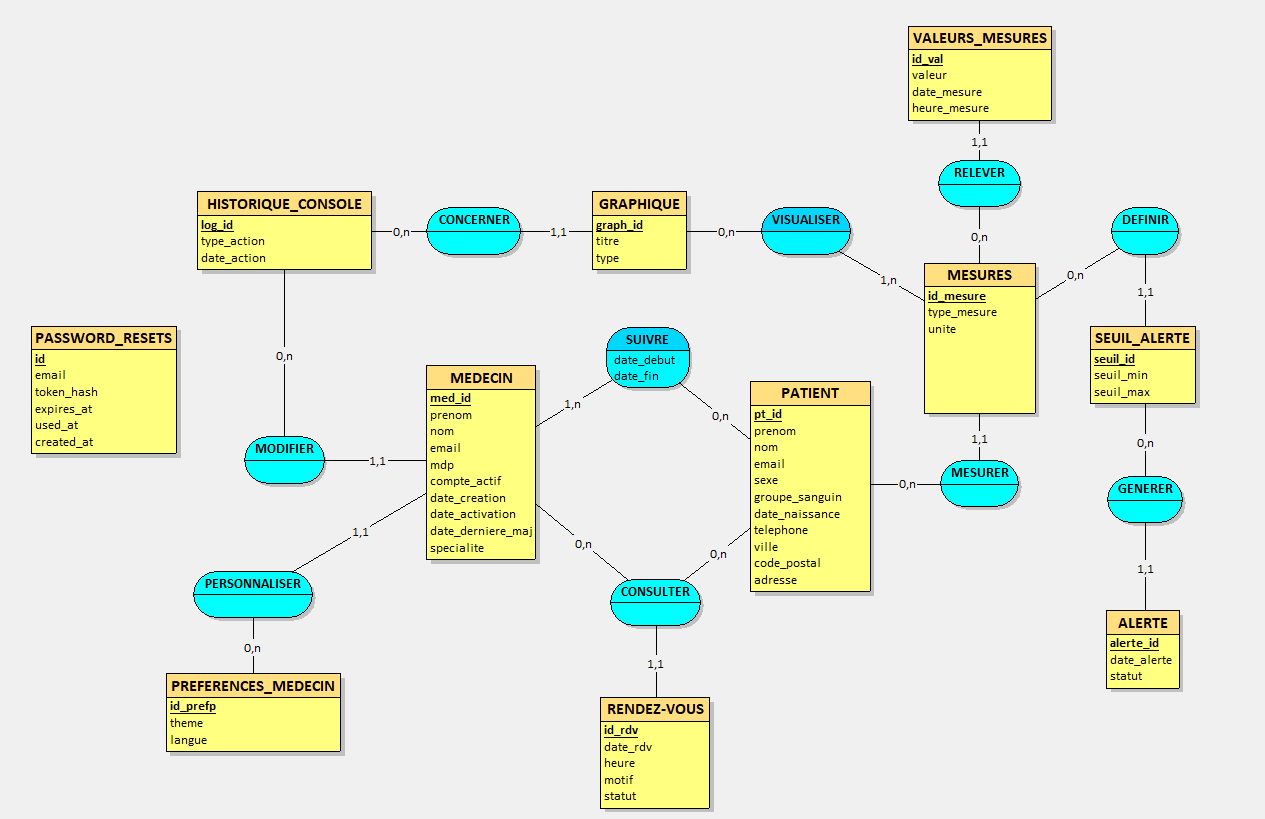 VALEURS_MESURES
id_val
valeur
date_mesure
heure_mesure
1,1
RELEVER
0,n
HISTORIQUE_CONSOLE
log_id
type_action
date_action
0,n
CONCERNER
1,1
GRAPHIQUE
graph_id
titre
type
0,n
VISUALISER
1,n
MESURES
id_mesure
type_mesure
unite
0,n
DEFINIR
1,1
SEUIL_ALERTE
seuil_id
seuil_min
seuil_max
PASSWORD_RESETS
id
email
token_hash
expires_at
used_at
created_at
0,n
MODIFIER
1,1
MEDECIN
med_id
prenom
nom
email
mdp
compte_actif
date_creation
date_activation
date_derniere_maj
specialite
1,n
SUIVRE
date_debut
date_fin
0,n
PATIENT
pt_id
prenom
nom
email
sexe
groupe_sanguin
date_naissance
telephone
ville
code_postal
adresse
0,n
MESURER
1,1
0,n
GENERER
1,1
ALERTE
alerte_id
date_alerte
statut
1,1
PERSONNALISER
0,n
PREFERENCES_MEDECIN
id_prefp
theme
langue
0,n
CONSULTER
0,n
1,1
RENDEZ-VOUS
id_rdv
date_rdv
heure
motif
statut